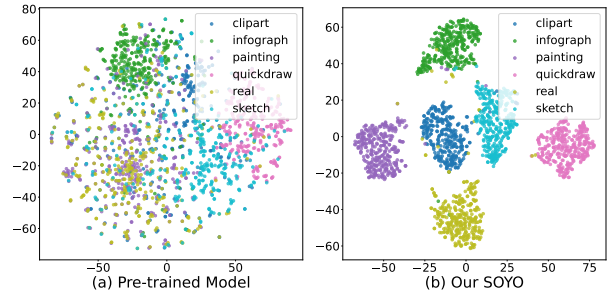 80
60
40
20
0
−20
−40
−60
−50
0
50
clipart
infograph
painting
quickdraw
real
sketch
(a) Pre-trained Model
60
40
20
0
−20
−40
−60
−50
−25
0
25
50
75
clipart
infograph
painting
quickdraw
real
sketch
(b) Our SOYO